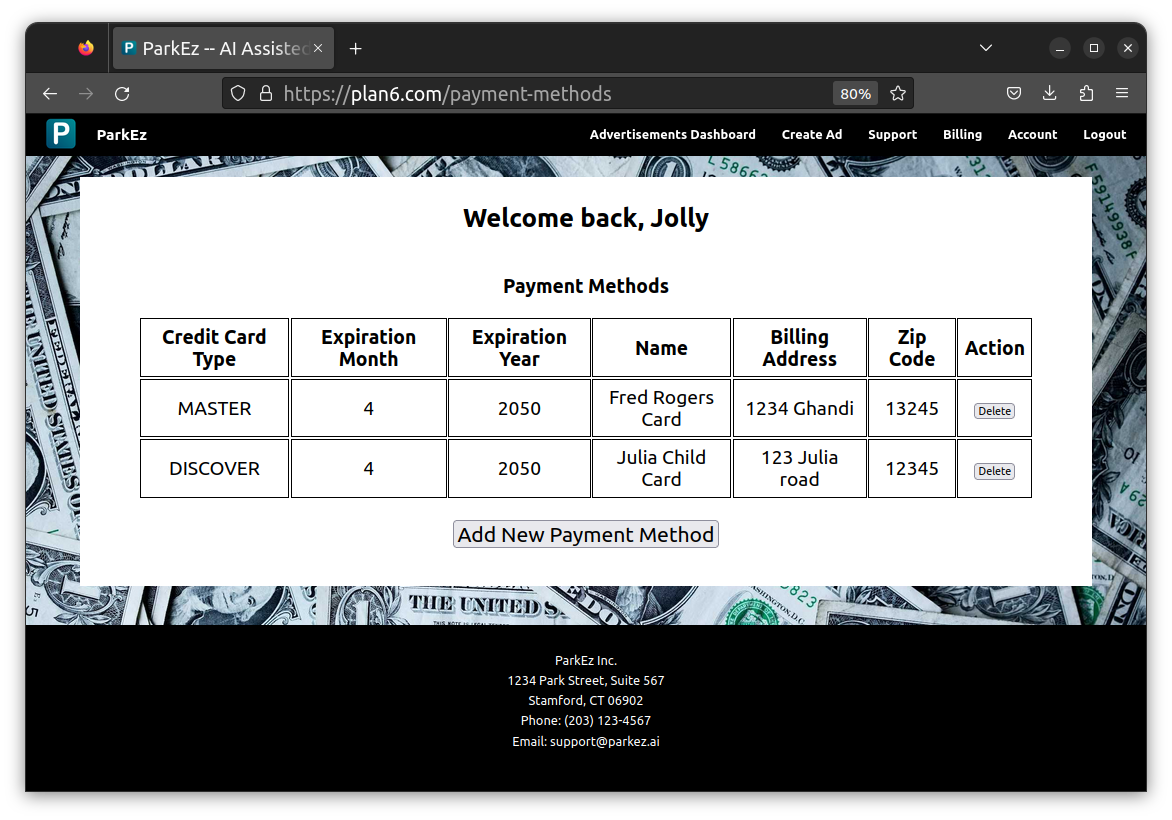 P ParkEz -- AI Assisted
https://plan6.com/payment-methods 80%
P ParkEz Advertisements Dashboard Create Ad Support Billing Account Logout
Welcome back, Jolly
Payment Methods
Credit Card Type Expiration Month Expiration Year Name Billing Address Zip Code Action
MASTER 4 2050 Fred Rogers Card 1234 Ghandi 13245 Delete
DISCOVER 4 2050 Julia Child Card 123 Julia road 12345 Delete
Add New Payment Method
THE UNITED S
ParkEz Inc.
1234 Park Street, Suite 567
Stamford, CT 06902
Phone: (203) 123-4567
Email: support@parkez.ai